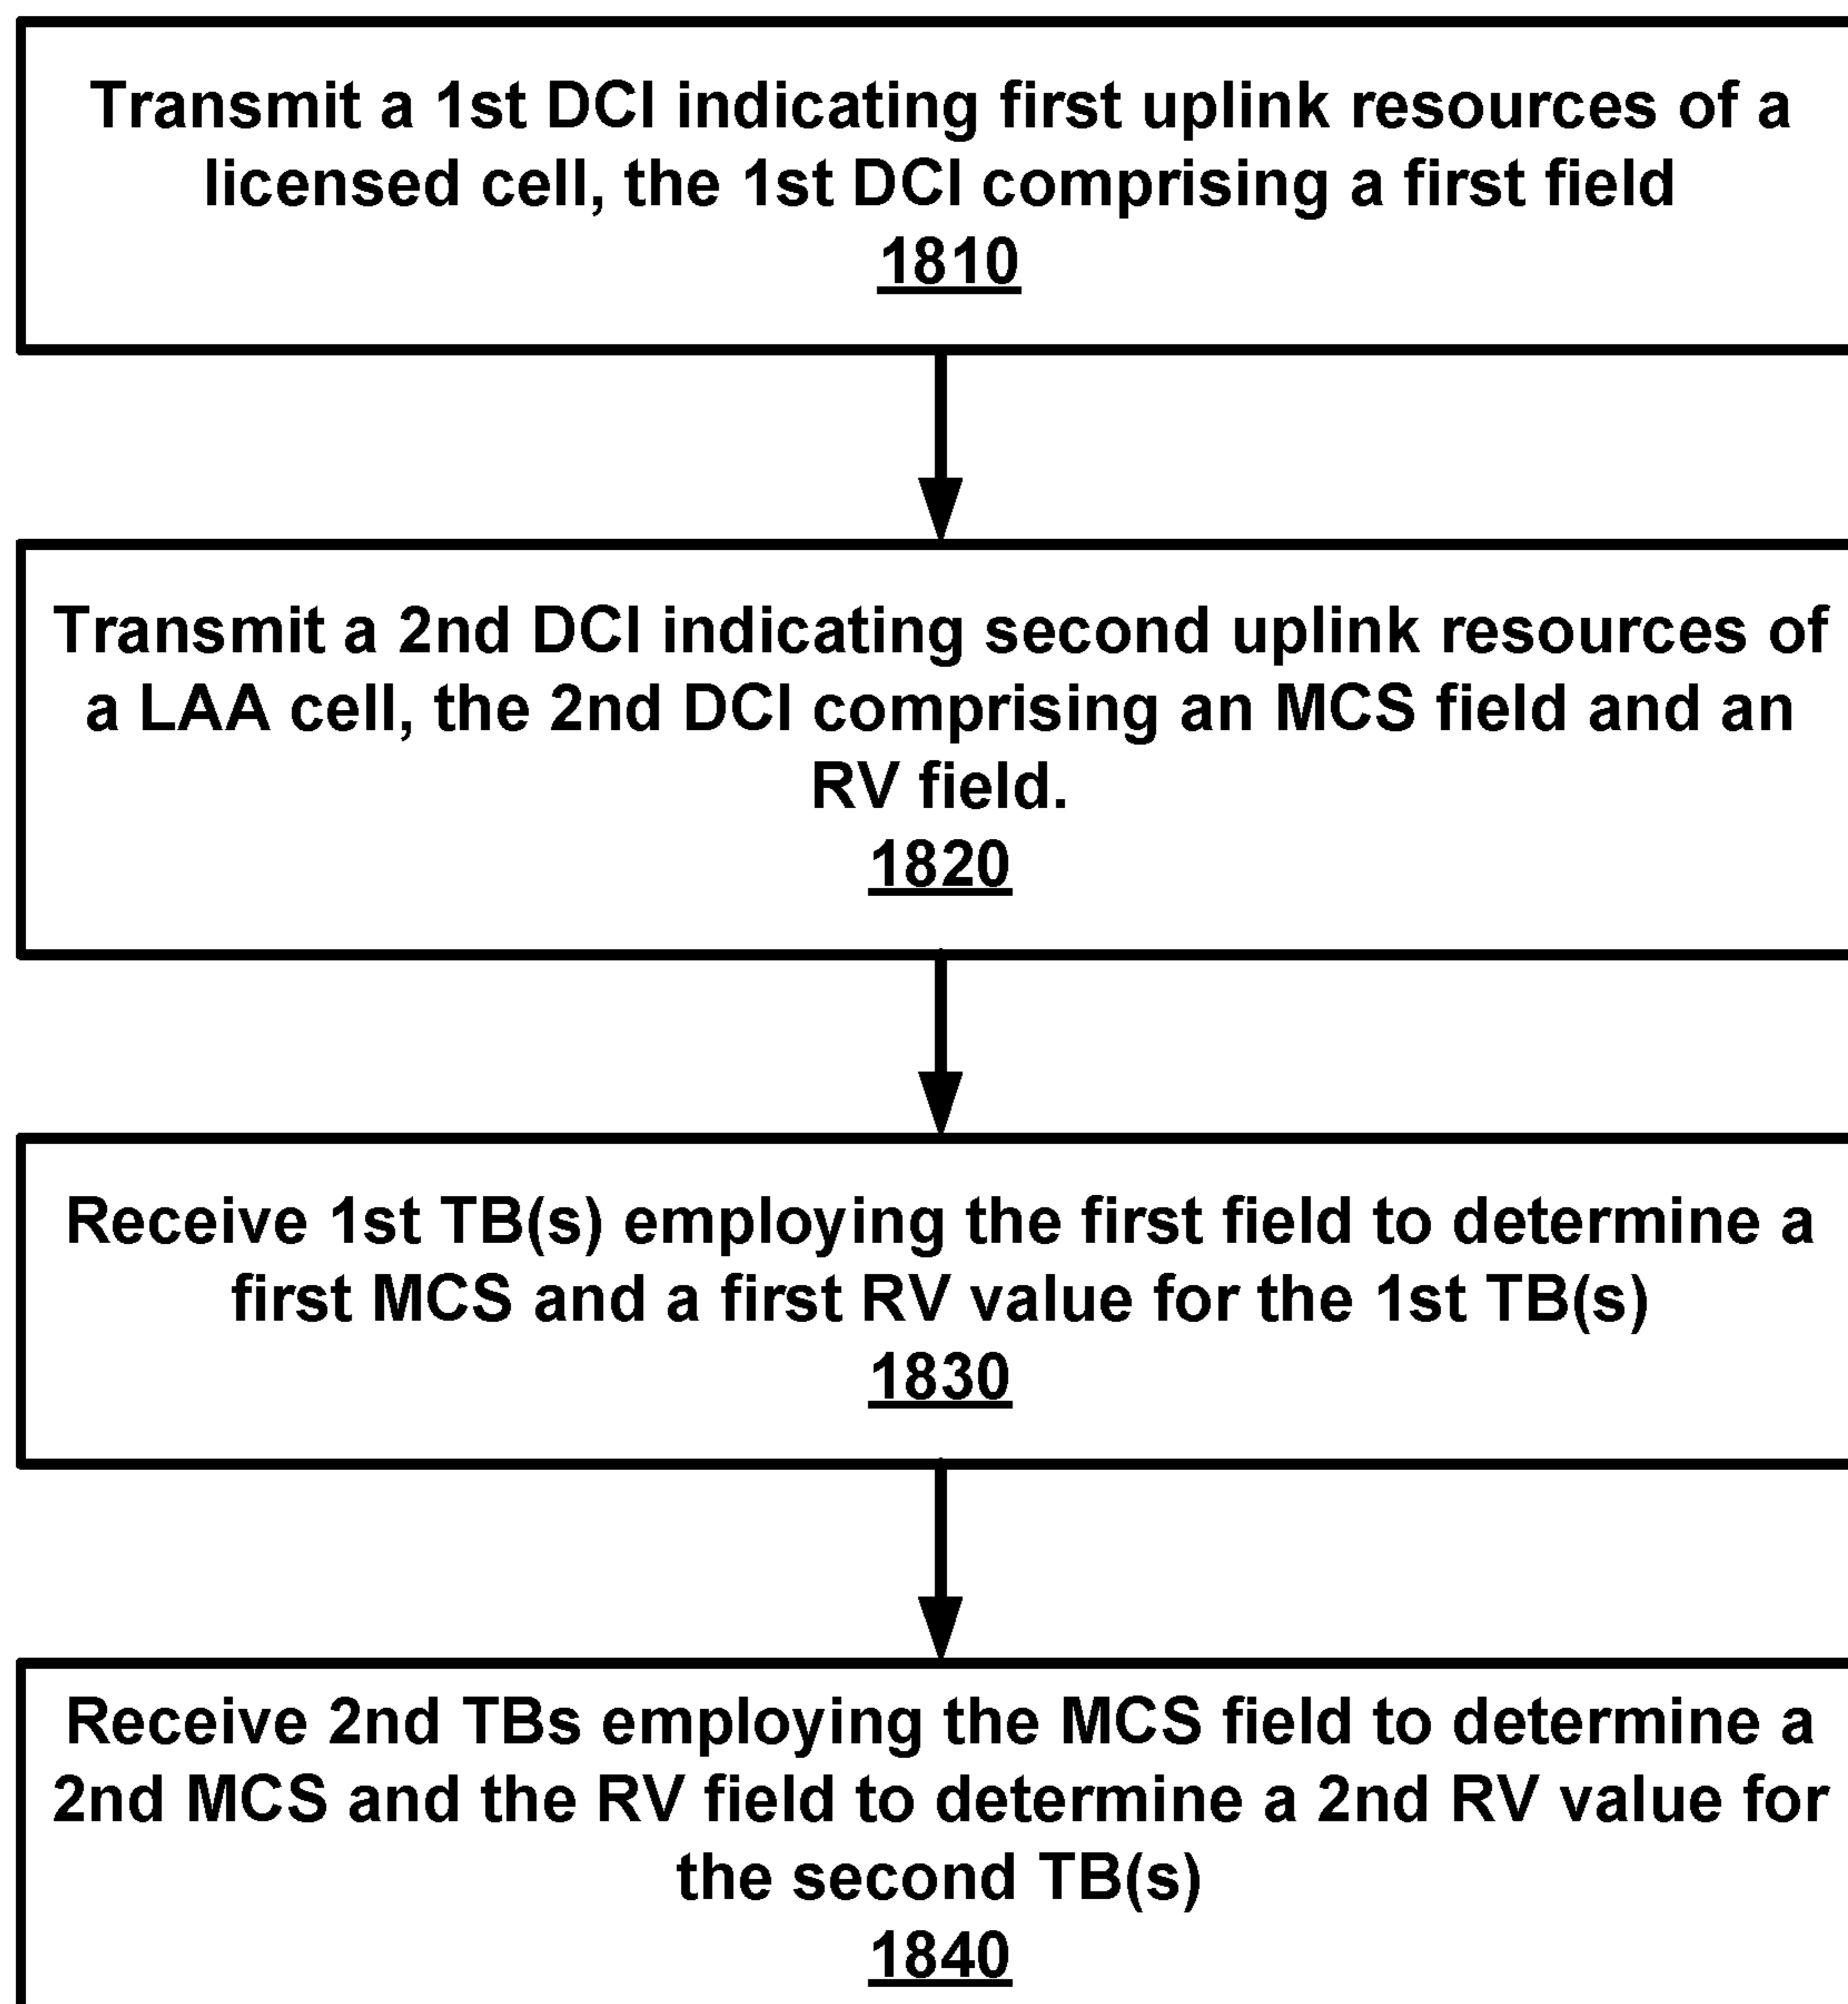 Transmit a 1st DCI indicating first uplink resources of a
licensed cell, the 1st DCI comprising a first field
1810
Transmit a 2nd DCI indicating second uplink resources of
a LAA cell, the 2nd DCI comprising an MCS field and an
RV field.
1820
Receive 1st TB(s) employing the first field to determine a
first MCS and a first RV value for the 1st TB(s)
1830
Receive 2nd TBs employing the MCS field to determine a
2nd MCS and the RV field to determine a 2nd RV value for
the second TB(s)
1840